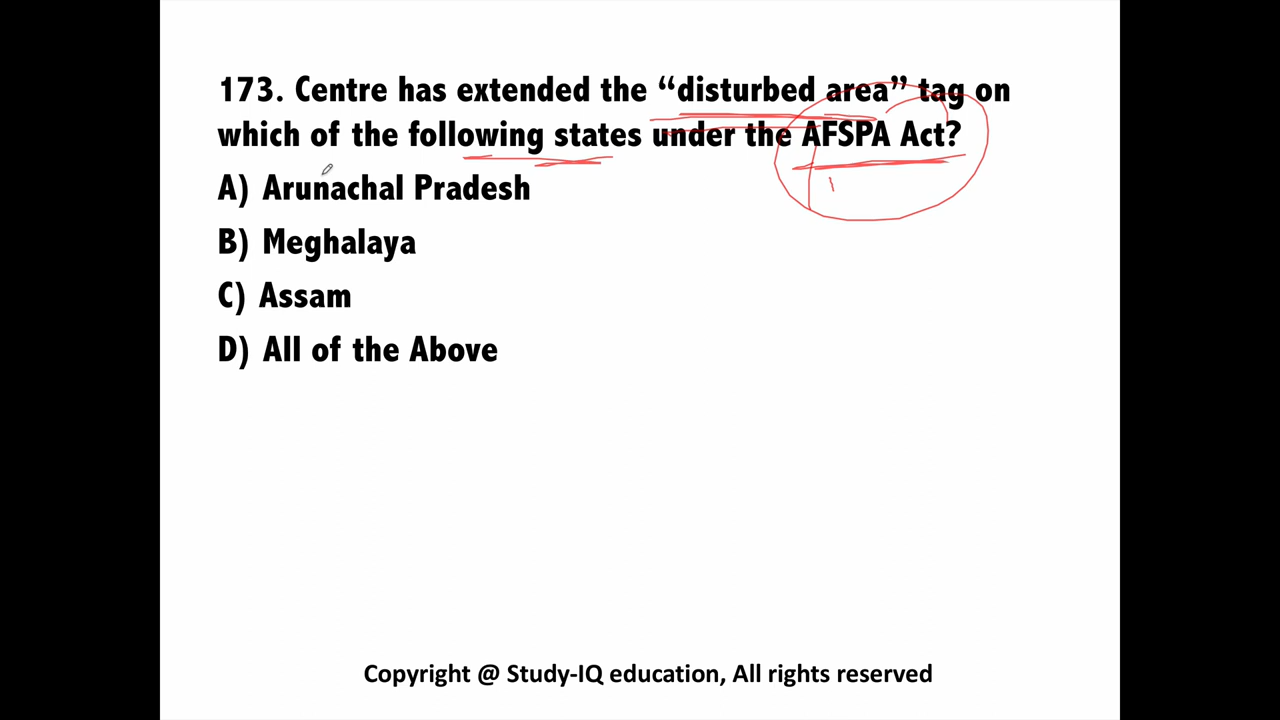 173. Centre has extended the “disturbed area” tag on
which of the following states under the AFSPA Act?
A) Arunachal Pradesh
B) Meghalaya
C) Assam
D) All of the Above
Copyright @ Study-IQ education, All rights reserved